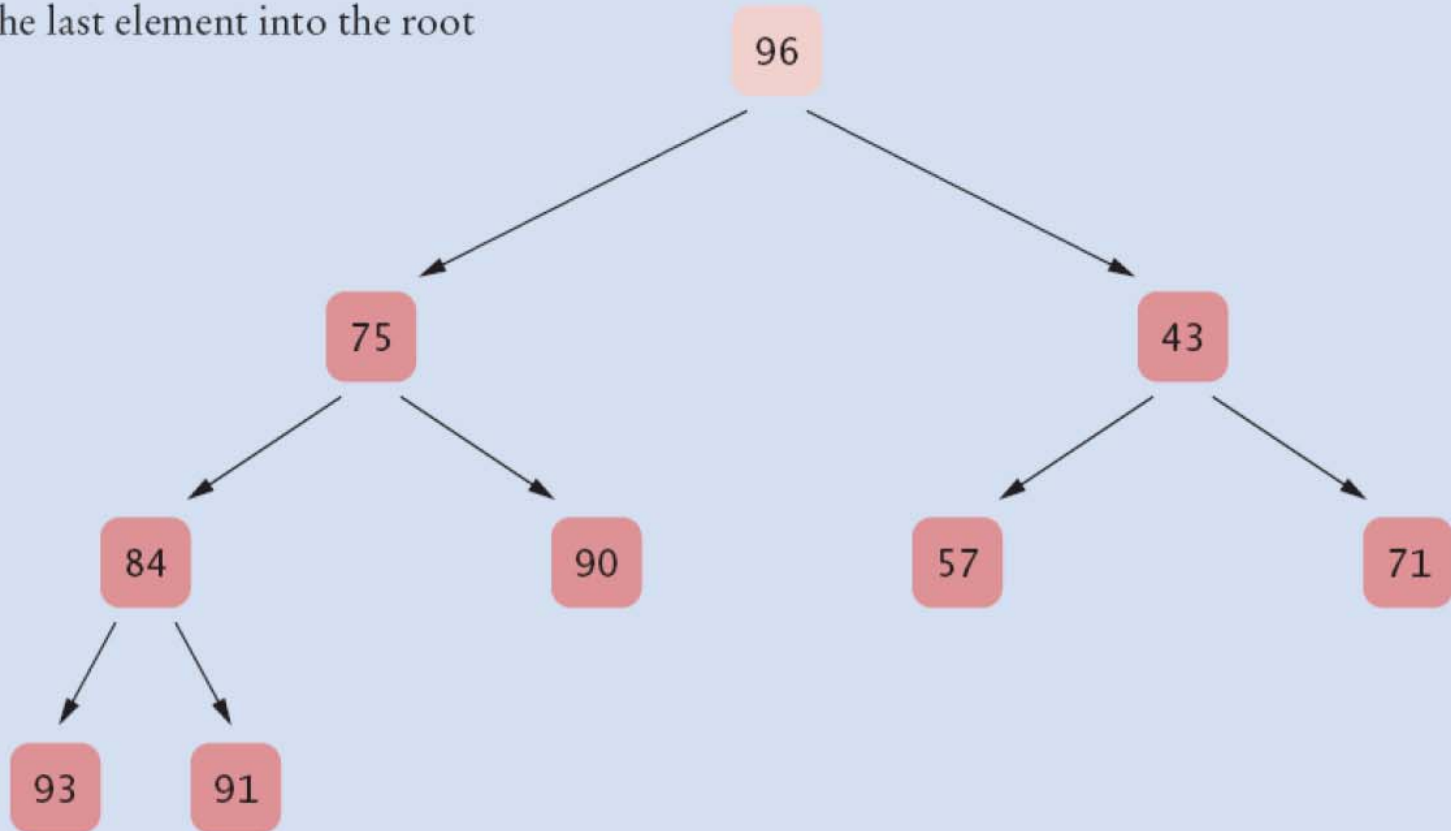 he last element into the root
96
75 43
84 90 57 71
93 91